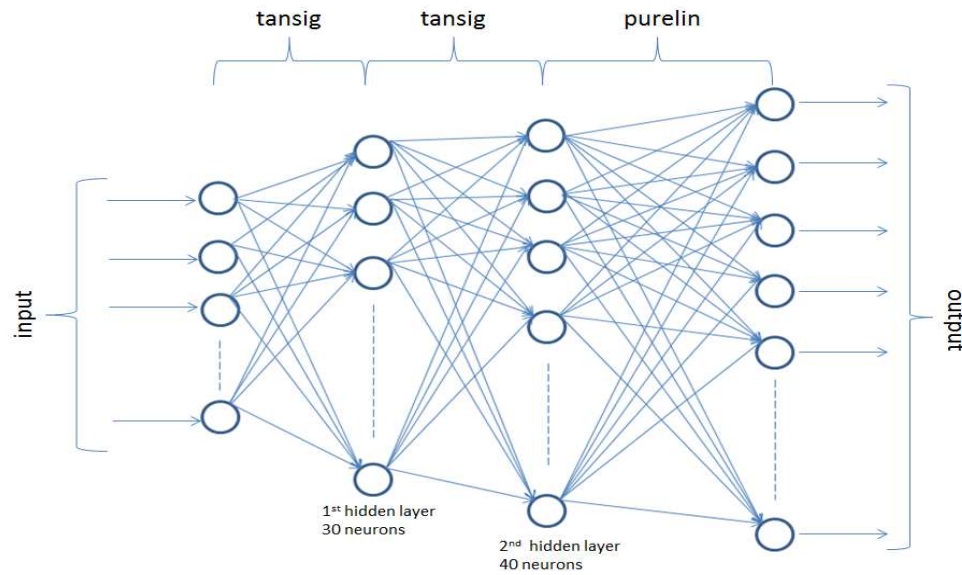 tansig
tansig
purelin
input
output
1st hidden layer
30 neurons
2nd hidden layer
40 neurons